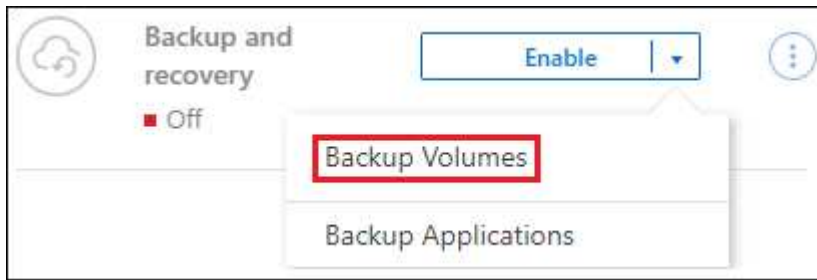 Backup and
recovery
Enable
Off
Backup Volumes
Backup Applications